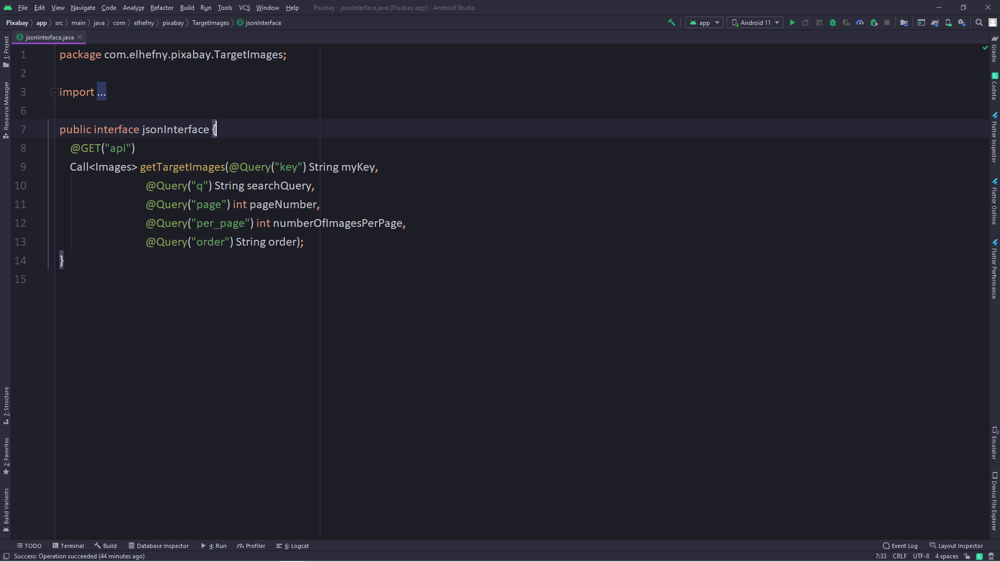 File Edit View Navigate Code Analyze Refactor Build Run Tools VCS Window Help Pixabay - jsonInterface.java [Pixabay.app] - Android Studio
Pixabay app src main java com elhefny pixabay TargetImages jsonInterface app Android 11
jsonInterface.java
1 package com.elhefny.pixabay.TargetImages;
2
3 import ...
6
7 public interface jsonInterface {
8 @GET("api")
9 Call<Images> getTargetImages(@Query("key") String myKey,
10 @Query("q") String searchQuery,
11 @Query("page") int pageNumber,
12 @Query("per_page") int numberOfImagesPerPage,
13 @Query("order") String order);
14 }
15
1: Project
Resource Manager
7: Structure
2: Favorites
Build Variants
Gradle
Codota
Flutter Inspector
Flutter Outline
Flutter Performance
Emulator
Device File Explorer
TODO Terminal Build Database Inspector 4: Run Profiler 6: Logcat Event Log Layout Inspector
Success: Operation succeeded (44 minutes ago) 7:33 CRLF UTF-8 4 spaces